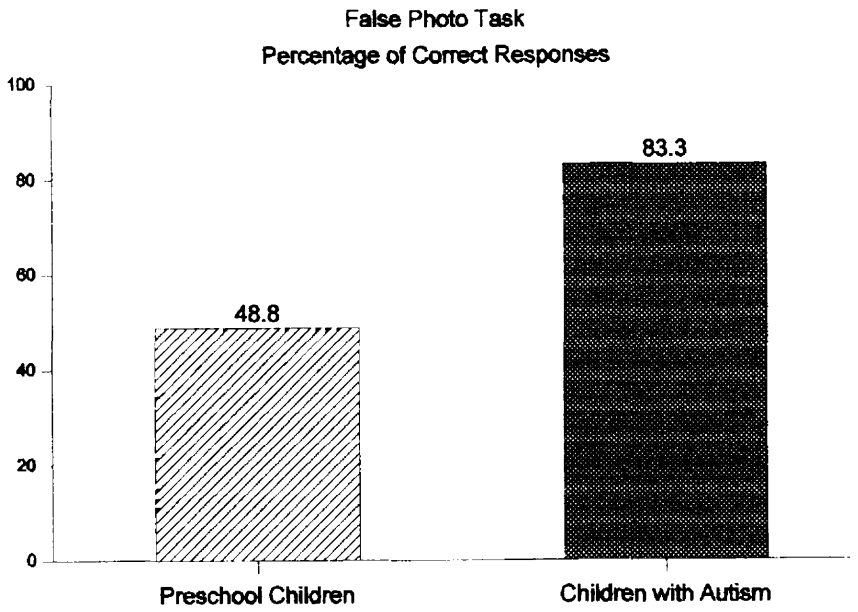 False Photo Task
Percentage of Correct Responses
100
83.3
80
60
48.8
40
20
0
Preschool Children
Children with Autism